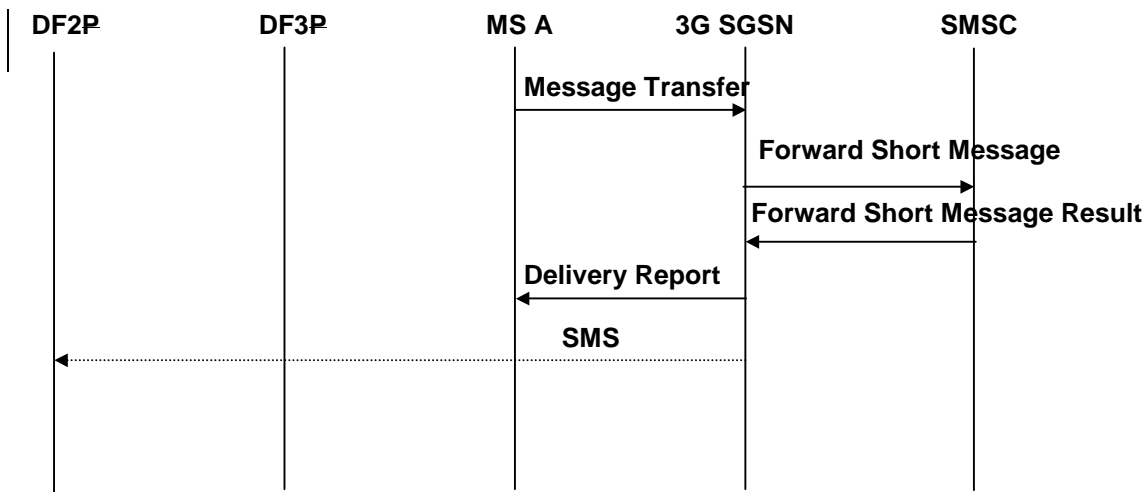 DF2P DF3P MS A 3G SGSN SMSC
Message Transfer
Forward Short Message
Forward Short Message Result
Delivery Report
SMS